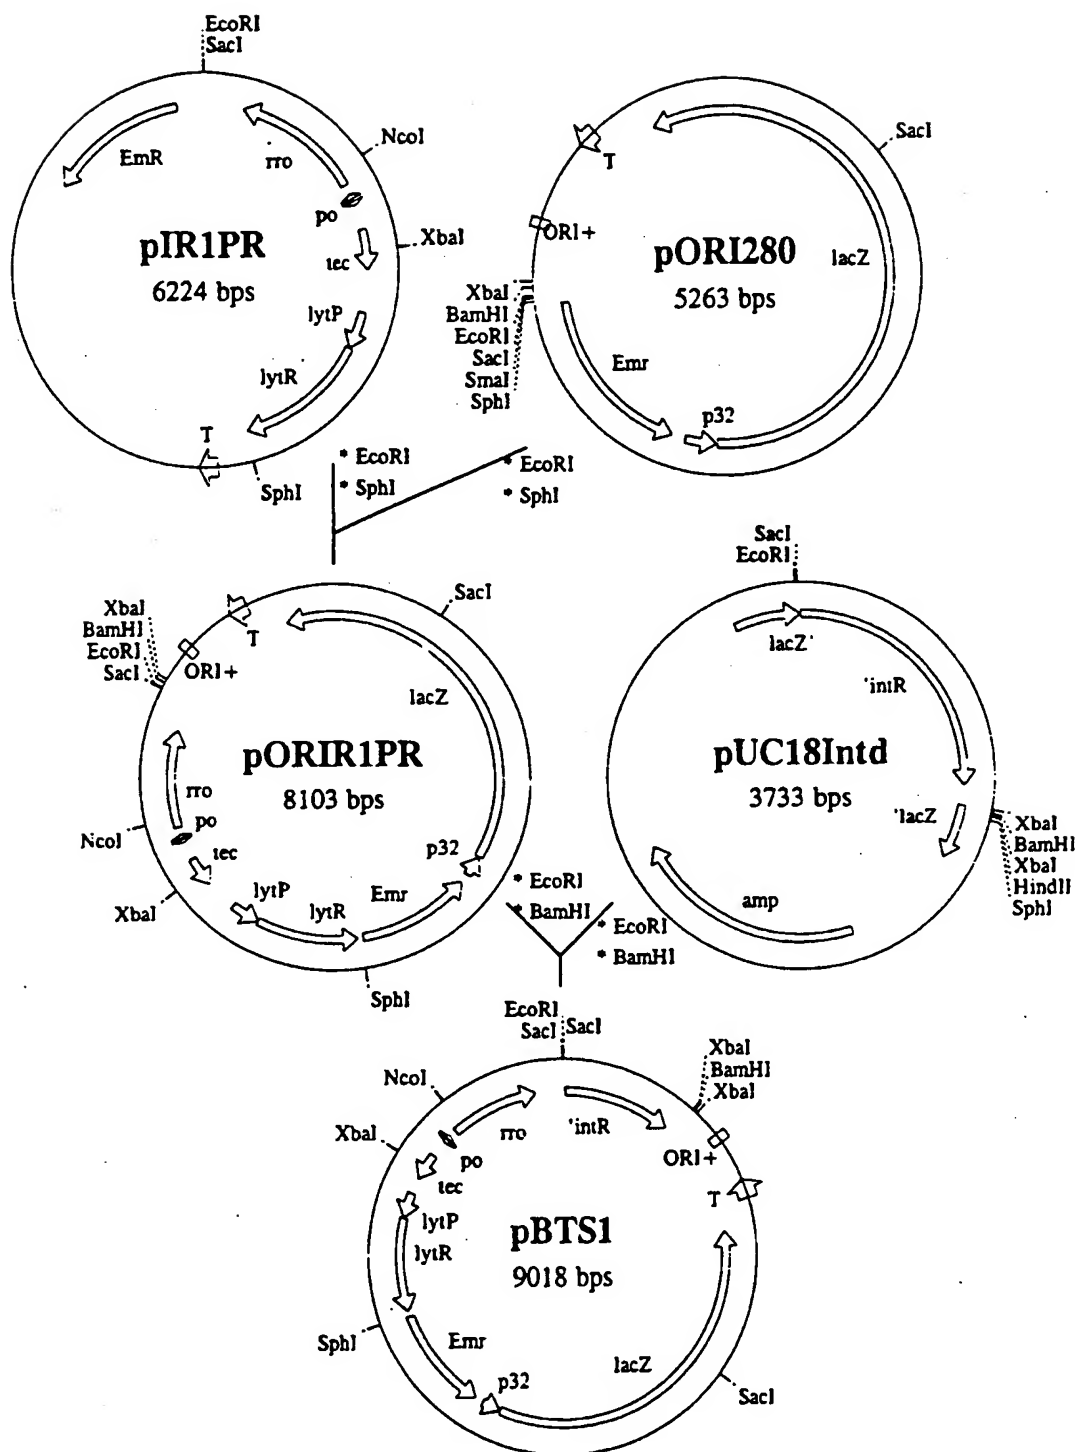 EcoRI
SacI
NcoI
EmR
rro
po
pIR1PR
6224 bps
XbaI
tec
lytP
lytR
T
SphI
SacI
T
ORI+
pORI280
5263 bps
lacZ
XbaI
BamHI
EcoRI
SacI
SmaI
SphI
Emr
p32
* EcoRI
* SphI
* EcoRI
* SphI
SacI
XbaI
BamHI
EcoRI
SacI
T
ORI+
lacZ
pORIR1PR
8103 bps
rro
po
NcoI
tec
XbaI
lytP
lytR
Emr
p32
SphI
SacI
EcoRI
lacZ'
'intR
pUC18Intd
3733 bps
'lacZ
XbaI
BamHI
XbaI
HindII
SphI
amp
* EcoRI
* BamHI
* EcoRI
* BamHI
EcoRI
SacI
SacI
XbaI
BamHI
XbaI
NcoI
rro
'intR
XbaI
po
tec
ORI+
T
lytP
lytR
pBTS1
9018 bps
SphI
Emr
p32
lacZ
SacI